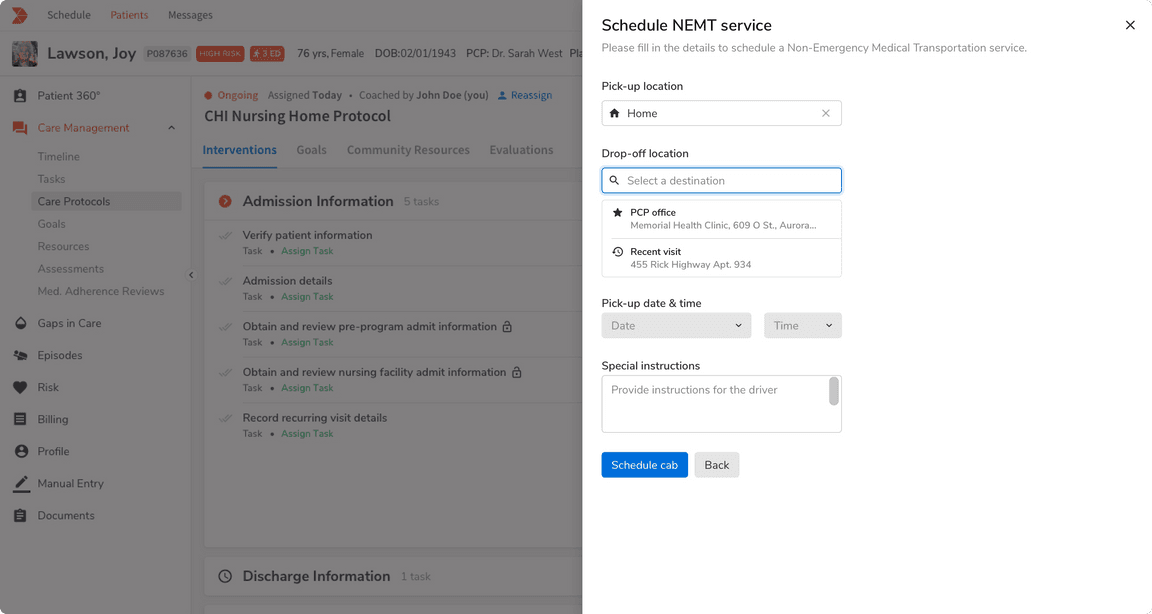 Schedule Patients Messages
Lawson, Joy P087636 HIGH RISK 3 ED 76 yrs, Female DOB:02/01/1943 PCP: Dr. Sarah West Pla
Patient 360°
Care Management
Timeline
Tasks
Care Protocols
Goals
Resources
Assessments
Med. Adherence Reviews
Gaps in Care
Episodes
Risk
Billing
Profile
Manual Entry
Documents
Ongoing Assigned Today • Coached by John Doe (you) Reassign
CHI Nursing Home Protocol
Interventions Goals Community Resources Evaluations
Admission Information 5 tasks
Verify patient information
Task • Assign Task
Admission details
Task • Assign Task
Obtain and review pre-program admit information
Task • Assign Task
Obtain and review nursing facility admit information
Task • Assign Task
Record recurring visit details
Task • Assign Task
Discharge Information 1 task
Schedule NEMT service
Please fill in the details to schedule a Non-Emergency Medical Transportation service.
Pick-up location
Home
Drop-off location
Select a destination
PCP office
Memorial Health Clinic, 609 O St., Aurora...
Recent visit
455 Rick Highway Apt. 934
Pick-up date & time
Date Time
Special instructions
Provide instructions for the driver
Schedule cab Back